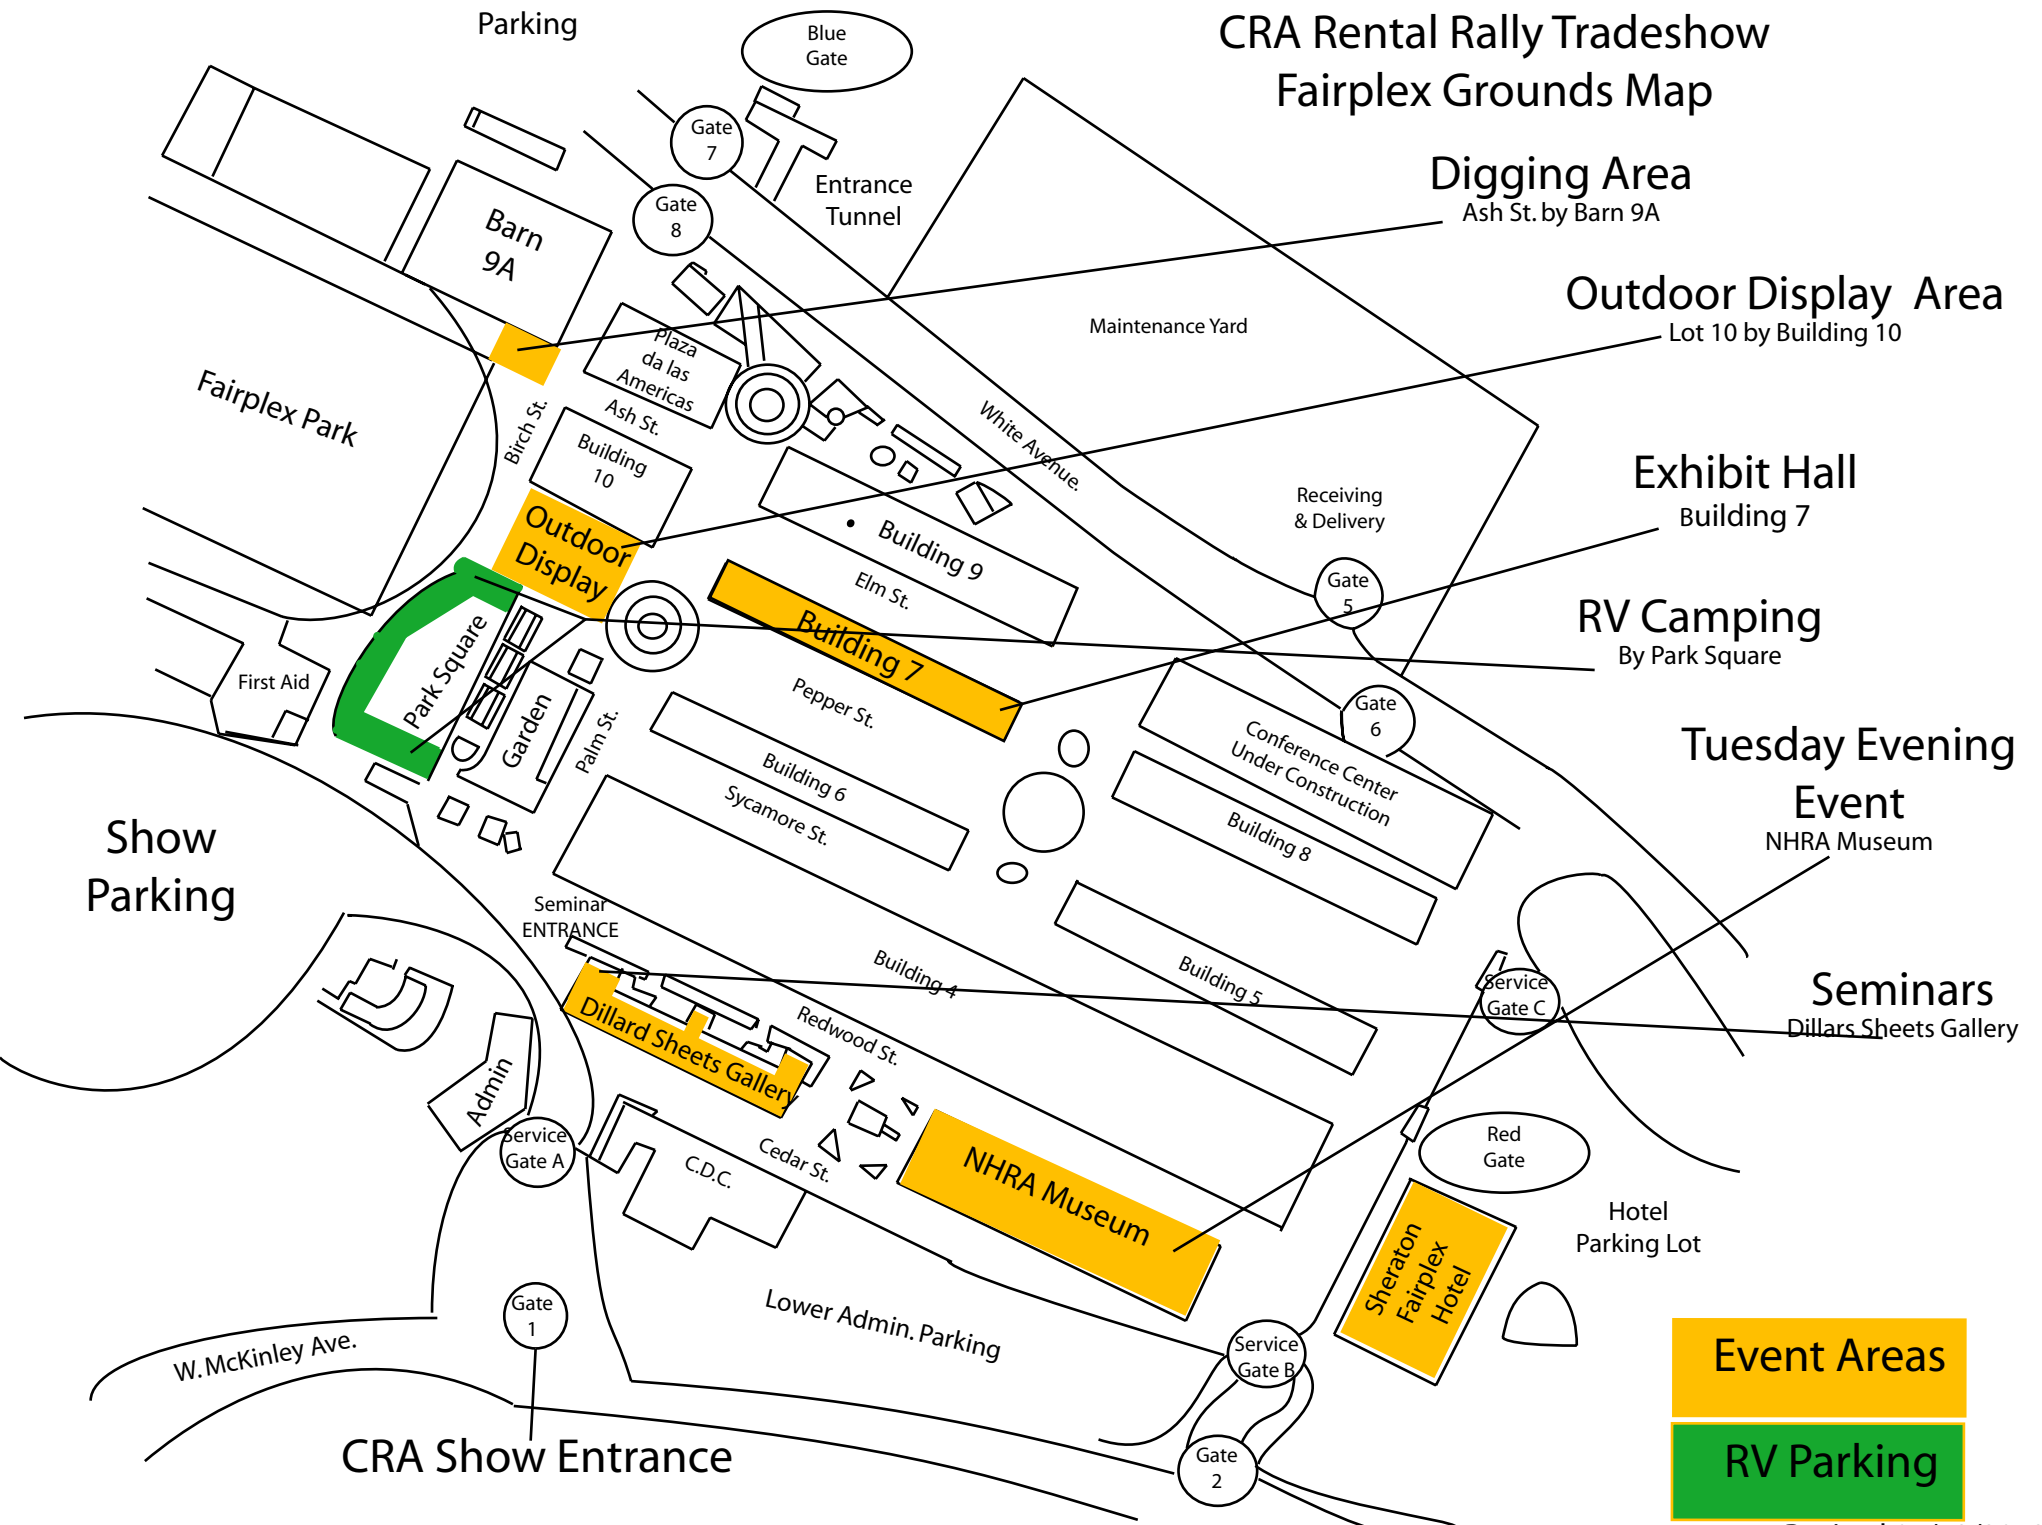 Parking
Blue
Gate
CRA Rental Rally Tradeshow
Fairplex Grounds Map
Gate
7
Entrance
Tunnel
Gate
8
Barn
9A
Digging Area
Ash St. by Barn 9A
Outdoor Display Area
Lot 10 by Building 10
Maintenance Yard
Plaza
da las
Americas
Fairplex Park
Birch St.
Ash St.
Building
10
White Avenue.
Exhibit Hall
Building 7
Receiving
& Delivery
Outdoor
Display
Building 9
Elm St.
Gate
5
RV Camping
By Park Square
Building 7
Park Square
First Aid
Garden
Palm St.
Pepper St.
Gate
6
Conference Center
Under Construction
Tuesday Evening
Event
NHRA Museum
Building 6
Sycamore St.
Building 8
Show
Parking
Seminar
ENTRANCE
Building 4
Building 5
Service
Gate C
Seminars
Dillars Sheets Gallery
Dillard Sheets Gallery
Redwood St.
Admin
Service
Gate A
C.D.C.
Cedar St.
NHRA Museum
Red
Gate
Hotel
Parking Lot
Sheraton
Fairplex
Hotel
Gate
1
Lower Admin. Parking
W. McKinley Ave.
Service
Gate B
Event Areas
CRA Show Entrance
Gate
2
RV Parking